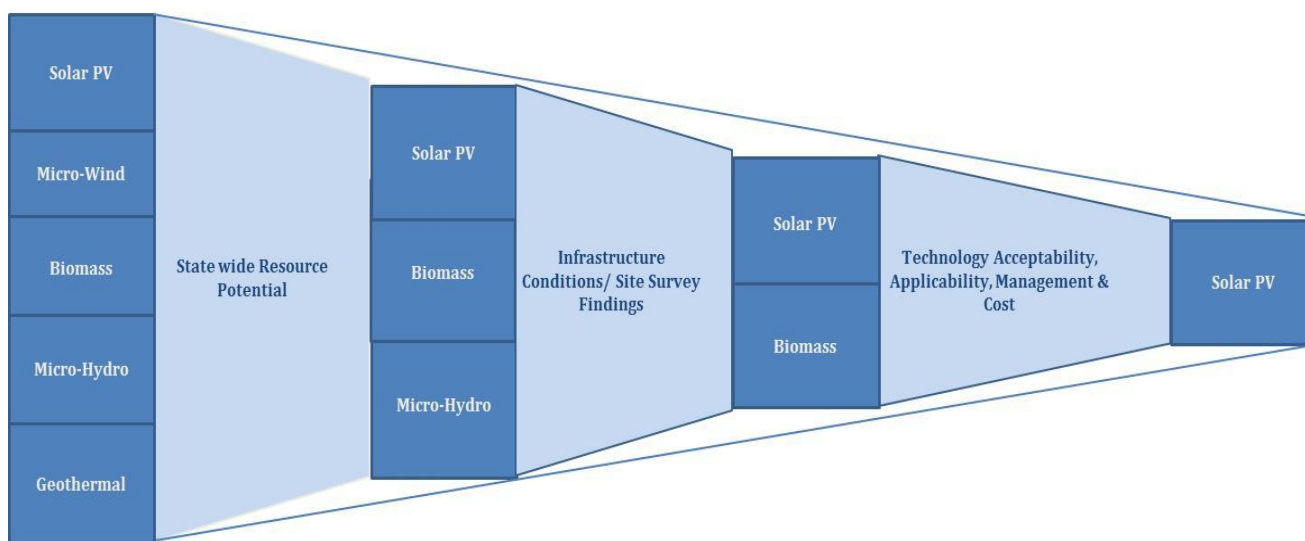 Solar PV
Micro-Wind
Biomass
Micro-Hydro
Geothermal
State wide Resource
Potential
Solar PV
Biomass
Micro-Hydro
Infrastructure
Conditions/ Site Survey
Findings
Solar PV
Biomass
Technology Acceptability,
Applicability, Management &
Cost
Solar PV